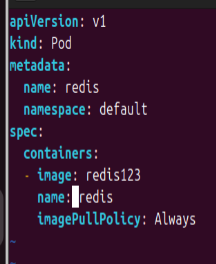 apiVersion: v1
kind: Pod
metadata:
  name: redis
  namespace: default
spec:
  containers:
  - image: redis123
    name: redis
    imagePullPolicy: Always
~
~